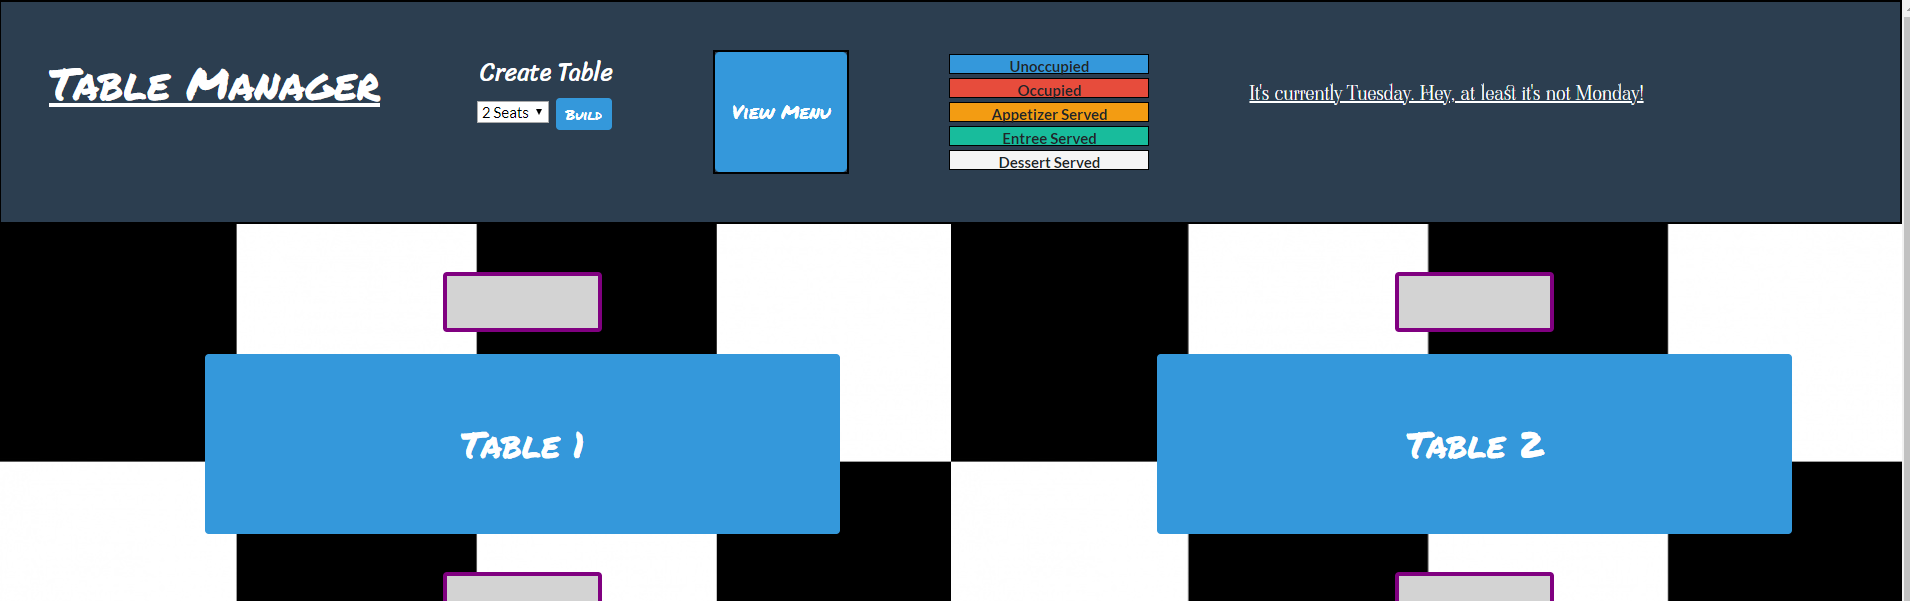 Table Manager
Create Table
2 Seats
Build
View Menu
Unoccupied
Occupied
Appetizer Served
Entree Served
Dessert Served
It's currently Tuesday. Hey, at least it's not Monday!
Table 1
Table 2